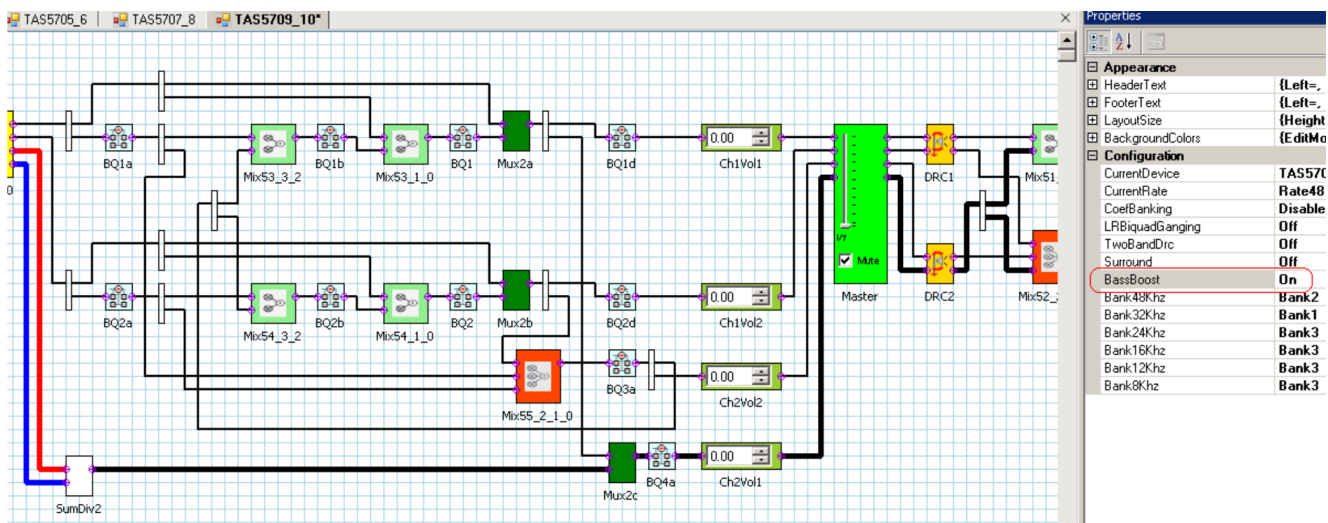 TAS5705_6 TAS5707_8 TAS5709_10*
BQ1a Mix53_3_2 BQ1b Mix53_1_0 BQ1 Mux2a BQ1d 0.00 Ch1Vol1 DRC1 Mix51_
0
Mute
BQ2a Mix54_3_2 BQ2b Mix54_1_0 BQ2 Mux2b BQ2d 0.00 Ch1Vol2 Master DRC2 Mix52_
Mix55_2_1_0 BQ3a 0.00 Ch2Vol2
SumDiv2 Mux2c BQ4a 0.00 Ch2Vol1
Properties
Appearance
HeaderText {Left=,
FooterText {Left=,
LayoutSize {Height
BackgroundColors {EditMo
Configuration
CurrentDevice TAS570
CurrentRate Rate48
CoefBanking Disable
LRBiquadGanging Off
TwoBandDrc Off
Surround Off
BassBoost On
Bank48Khz Bank2
Bank32Khz Bank1
Bank24Khz Bank3
Bank16Khz Bank3
Bank12Khz Bank3
Bank8Khz Bank3